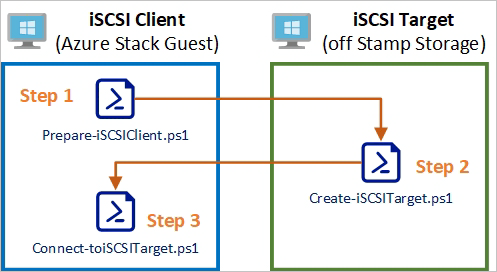 iSCSI Client
(Azure Stack Guest)
iSCSI Target
(off Stamp Storage)
Step 1
Prepare-iSCSIClient.ps1
Step 2
Create-iSCSITarget.ps1
Step 3
Connect-toiSCSITarget.ps1